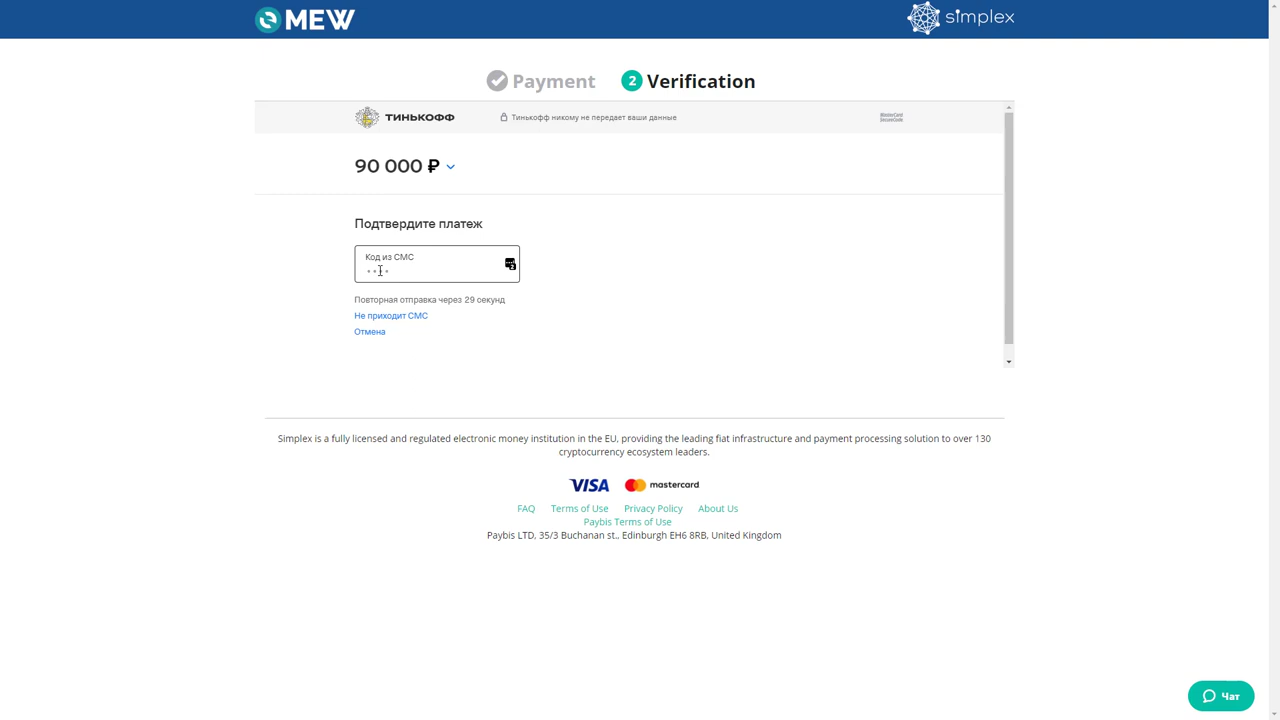 MEW
simplex
Payment
2 Verification
ТИНЬКОФФ
Тинькофф никому не передает ваши данные
MasterCard
SecureCode
90 000 ₽
Подтвердите платеж
Код из СМС
Повторная отправка через 29 секунд
Не приходит СМС
Отмена
Simplex is a fully licensed and regulated electronic money institution in the EU, providing the leading fiat infrastructure and payment processing solution to over 130
cryptocurrency ecosystem leaders.
VISA mastercard
FAQ Terms of Use Privacy Policy About Us
Paybis Terms of Use
Paybis LTD, 35/3 Buchanan st., Edinburgh EH6 8RB, United Kingdom
Чат